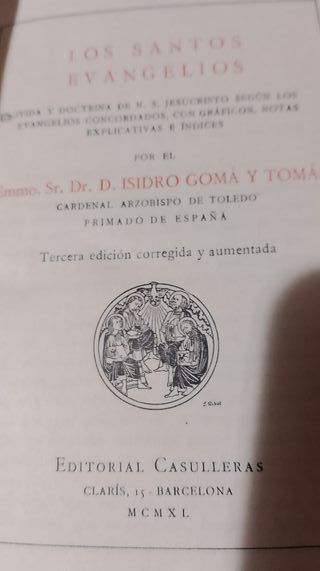 LOS SANTOS
EVANGELIOS
VIDA Y DOCTRINA DE N. S. JESUCRISTO SEGÚN LOS
EVANGELIOS CONCORDADOS, CON GRÁFICOS, NOTAS
EXPLICATIVAS E ÍNDICES
POR EL
Emmo. Sr. Dr. D. ISIDRO GOMÁ Y TOMÁS
CARDENAL ARZOBISPO DE TOLEDO
PRIMADO DE ESPAÑA
Tercera edición corregida y aumentada
EDITORIAL CASULLERAS
CLARÍS, 15 - BARCELONA
MCMXL